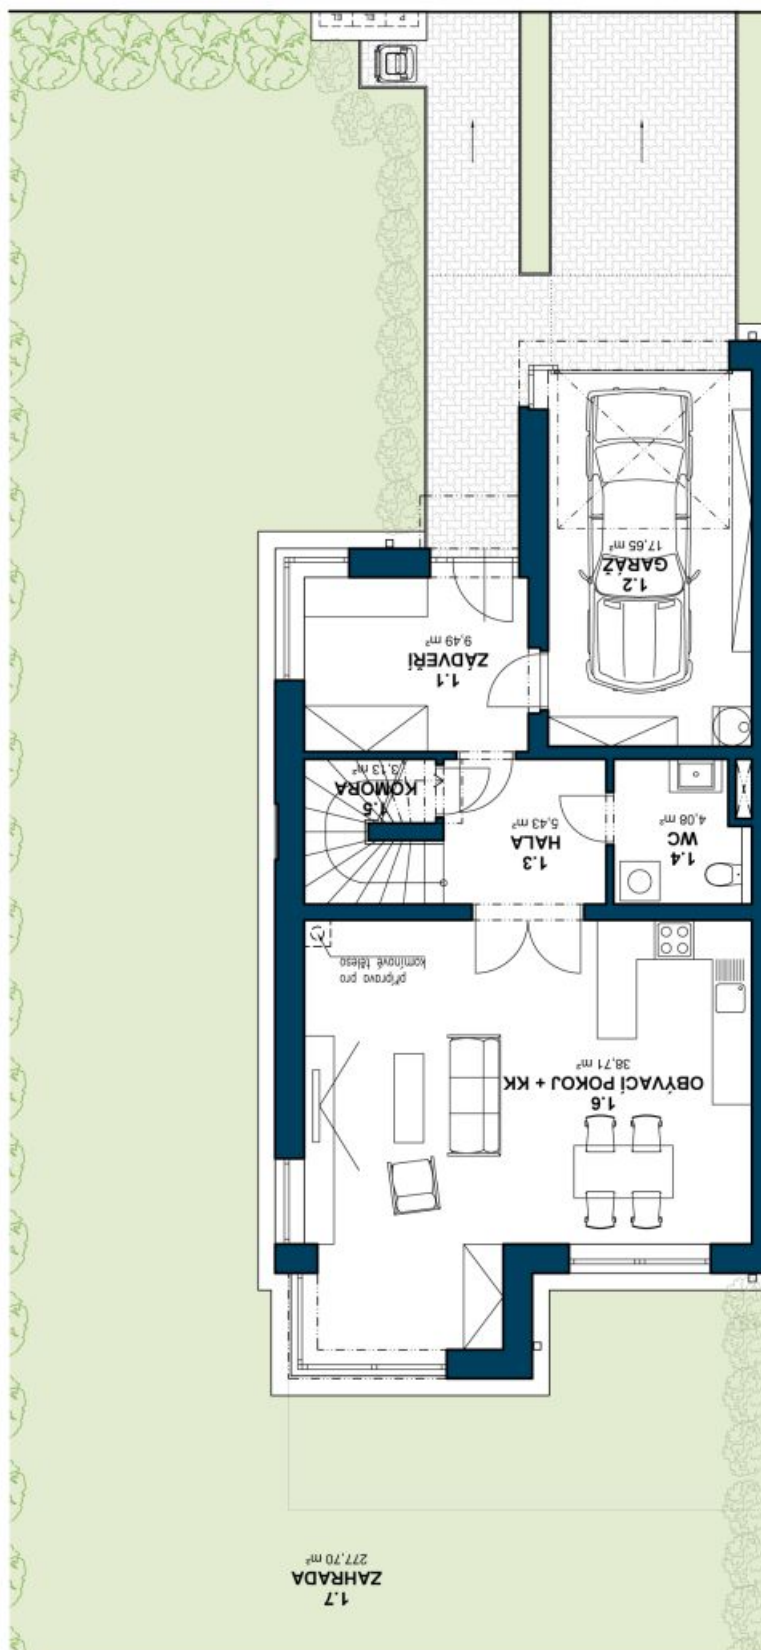 1.7
ZAHRADA
277,70 m²
1.6
OBÝVACÍ POKOJ + KK
38,71 m²
příprava pro
komínové těleso
1.4
WC
4,08 m²
1.3
HALA
5,43 m²
1.5
KOMORA
3,13 m²
1.1
ZÁDVEŘÍ
9,49 m²
1.2
GARÁŽ
17,65 m²
P EL EL